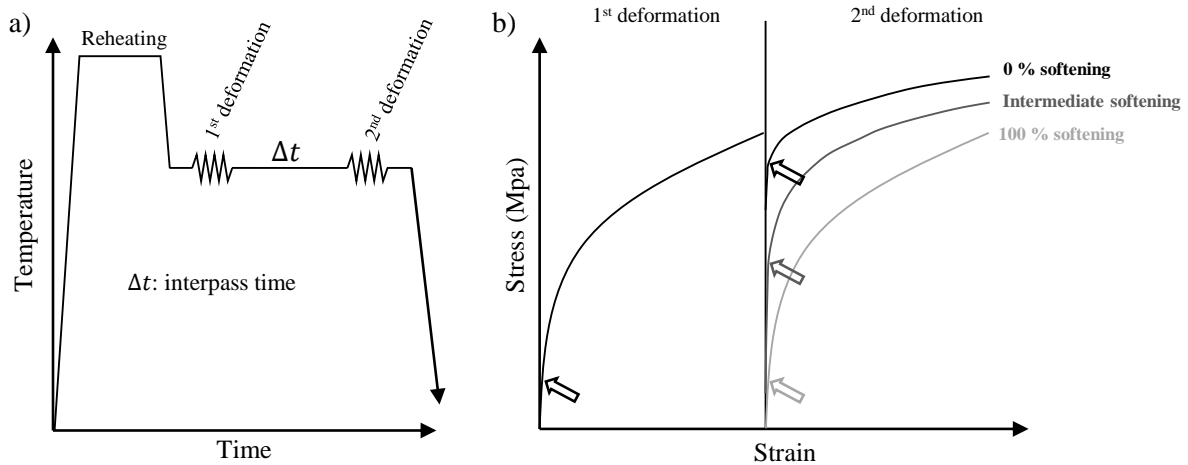 a)
Reheating
1st deformation
2nd deformation
Δt
Temperature
Δt: interpass time
Time
b)
1st deformation
2nd deformation
0 % softening
Intermediate softening
100 % softening
Stress (Mpa)
Strain